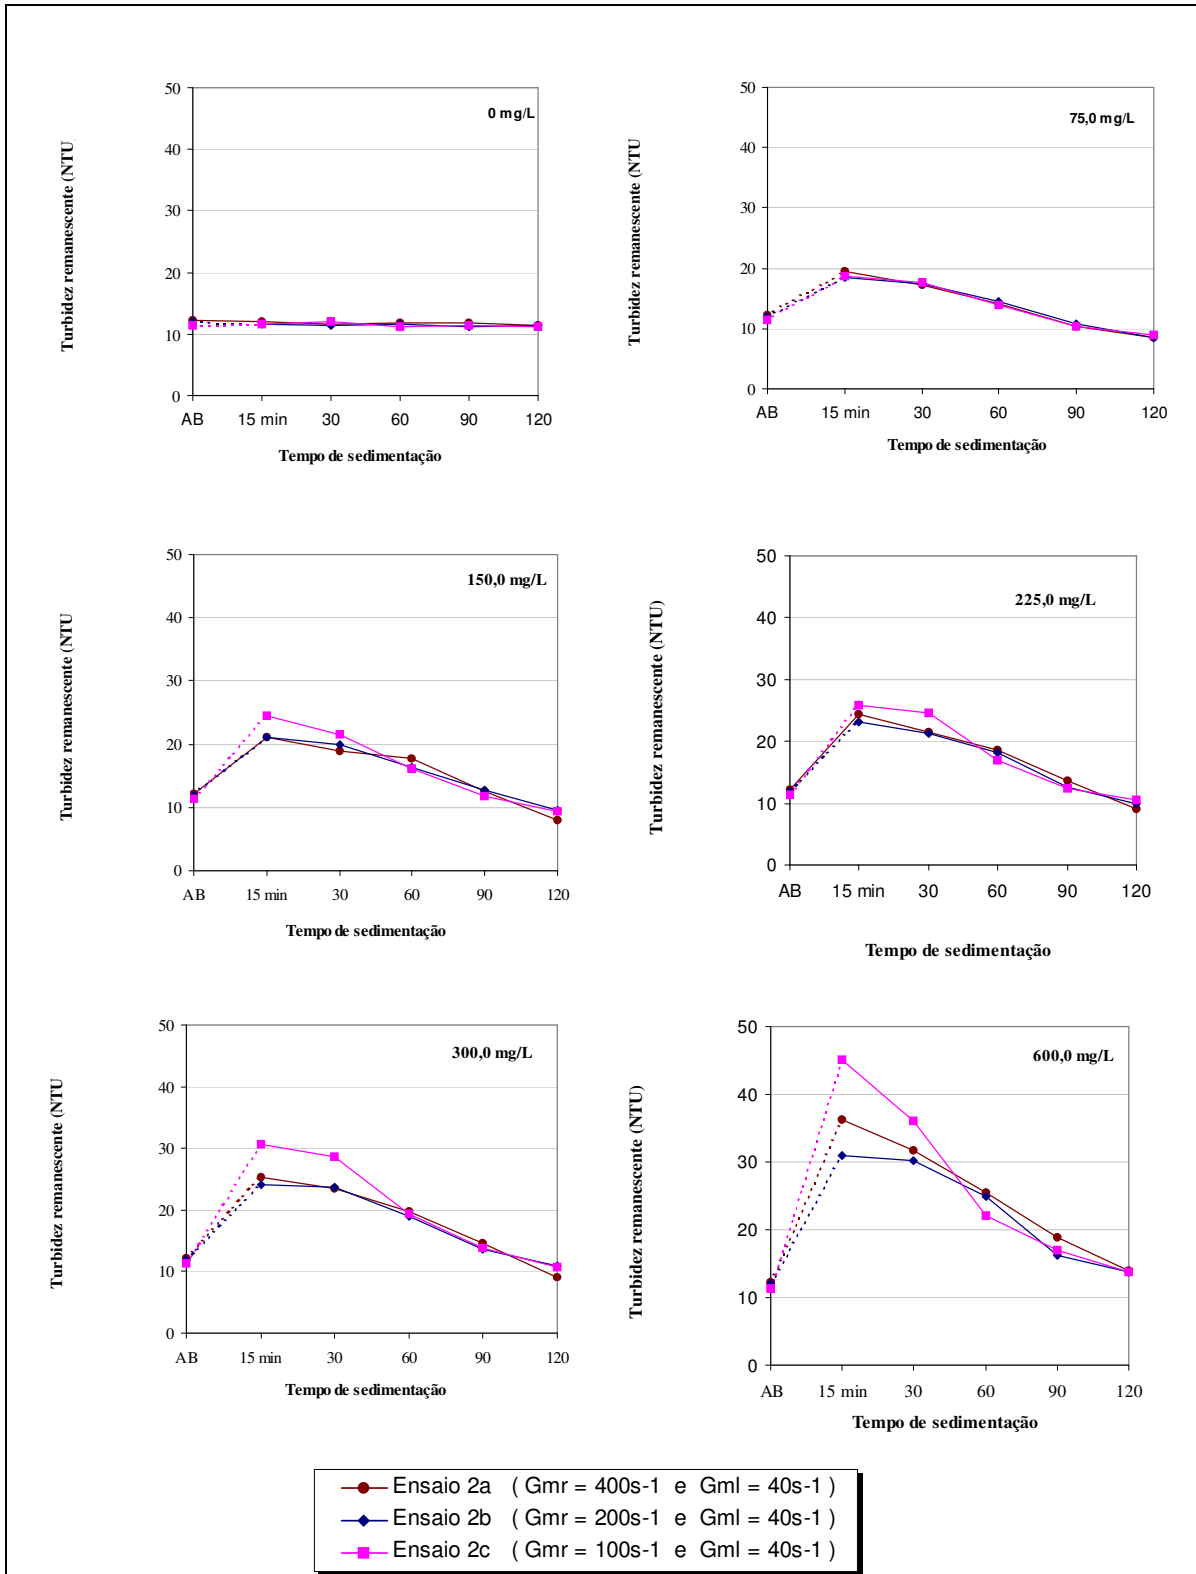 50
40
30
20
10
0
0 mg/L
Turbidez remanescente (NTU
AB 15 min 30 60 90 120
Tempo de sedimentação
50
40
30
20
10
0
75,0 mg/L
Turbidez remanescente (NTU
AB 15 min 30 60 90 120
Tempo de sedimentação
50
40
30
20
10
0
150,0 mg/L
Turbidez remanescente (NTU
AB 15 min 30 60 90 120
Tempo de sedimentação
50
40
30
20
10
0
225,0 mg/L
Turbidez remanescente (NTU)
AB 15 min 30 60 90 120
Tempo de sedimentação
50
40
30
20
10
0
300,0 mg/L
Turbidez remanescente (NTU
AB 15 min 30 60 90 120
Tempo de sedimentação
50
40
30
20
10
0
600,0 mg/L
Turbidez remanescente (NTU)
AB 15 min 30 60 90 120
Tempo de sedimentação
Ensaio 2a ( Gmr = 400s-1 e Gml = 40s-1 )
Ensaio 2b ( Gmr = 200s-1 e Gml = 40s-1 )
Ensaio 2c ( Gmr = 100s-1 e Gml = 40s-1 )